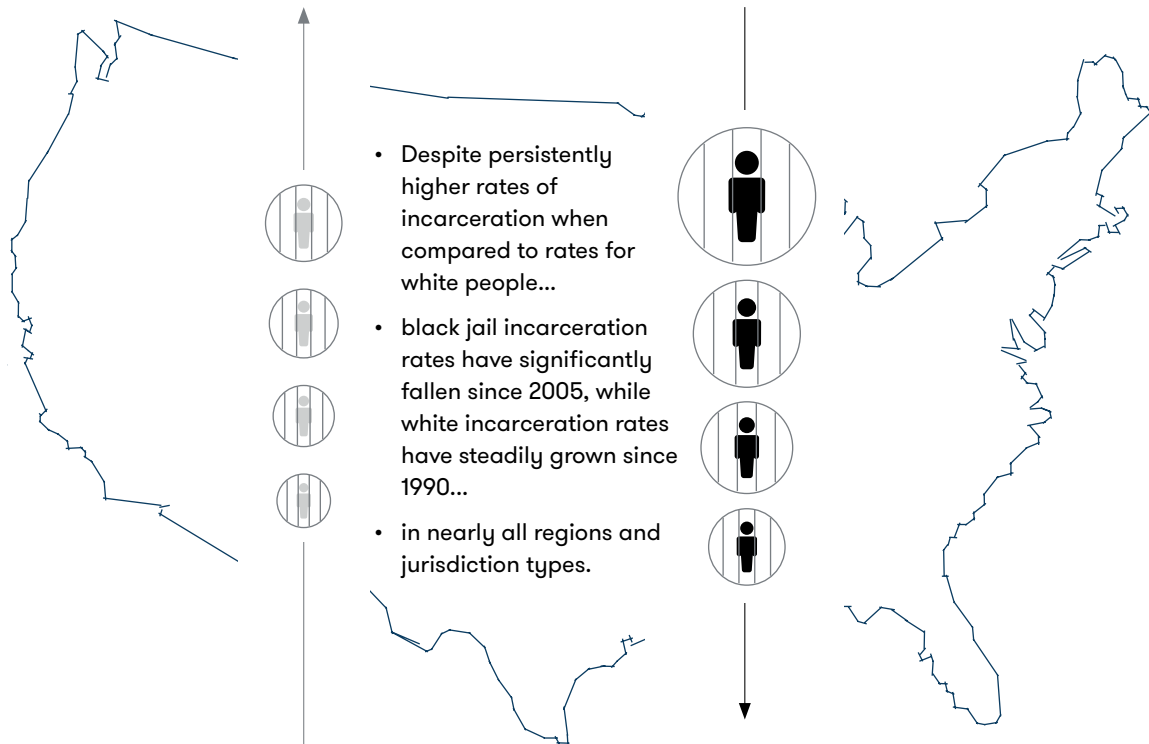 • Despite persistently
higher rates of
incarceration when
compared to rates for
white people...
• black jail incarceration
rates have significantly
fallen since 2005, while
white incarceration rates
have steadily grown since
1990...
• in nearly all regions and
jurisdiction types.